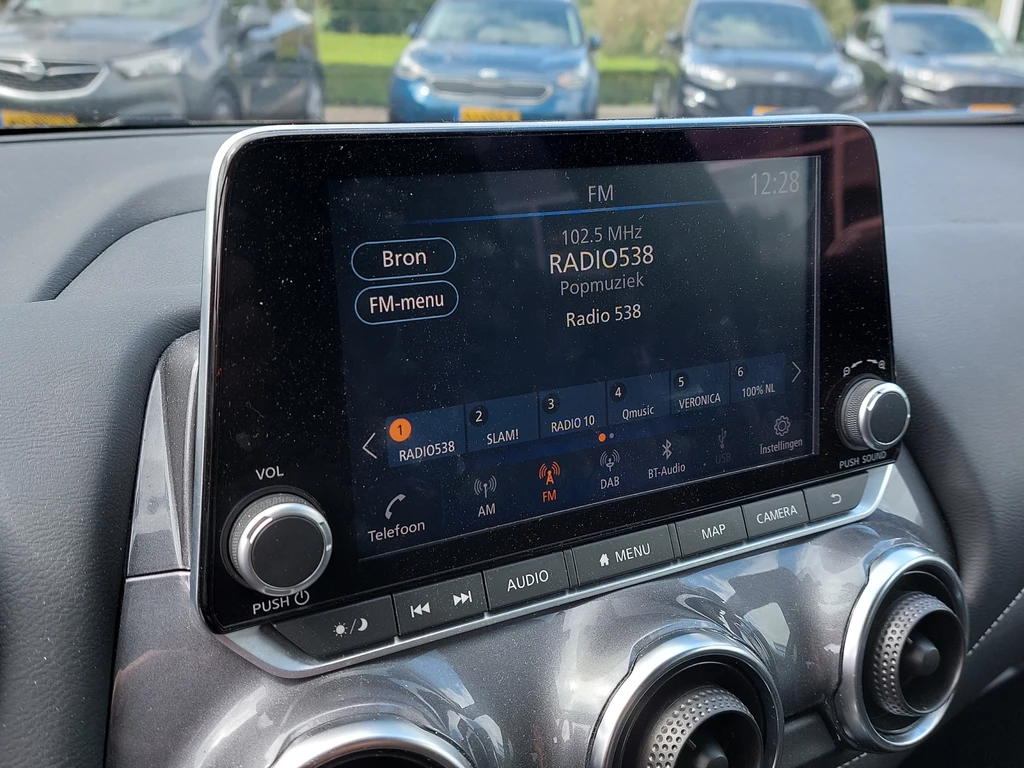 FM
12:28
Bron
FM-menu
102.5 MHz
RADIO538
Popmuziek
Radio 538
1
RADIO538
2
SLAM!
3
RADIO 10
4
Qmusic
5
VERONICA
6
100% NL
Telefoon
AM
FM
DAB
BT-Audio
USB
Instellingen
VOL
PUSH
PUSH SOUND
AUDIO
MENU
MAP
CAMERA